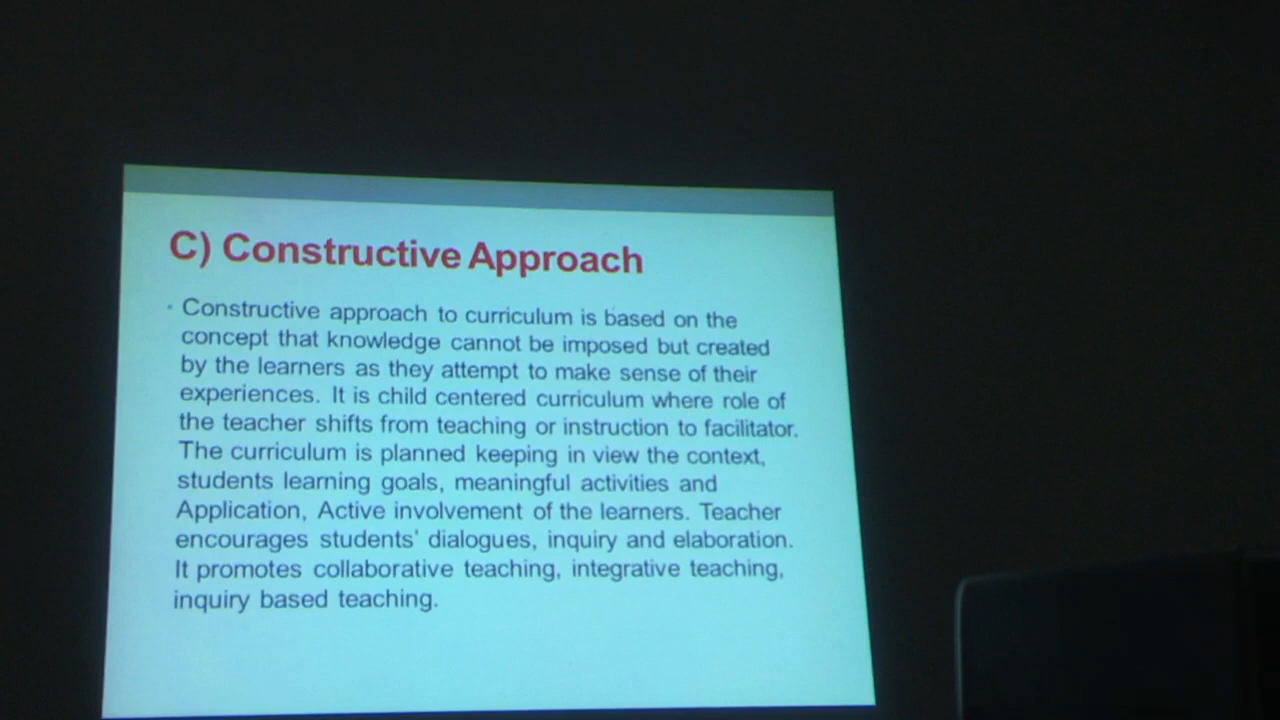 C) Constructive Approach
• Constructive approach to curriculum is based on the
concept that knowledge cannot be imposed but created
by the learners as they attempt to make sense of their
experiences. It is child centered curriculum where role of
the teacher shifts from teaching or instruction to facilitator.
The curriculum is planned keeping in view the context,
students learning goals, meaningful activities and
Application, Active involvement of the learners. Teacher
encourages students' dialogues, inquiry and elaboration.
It promotes collaborative teaching, integrative teaching,
inquiry based teaching.